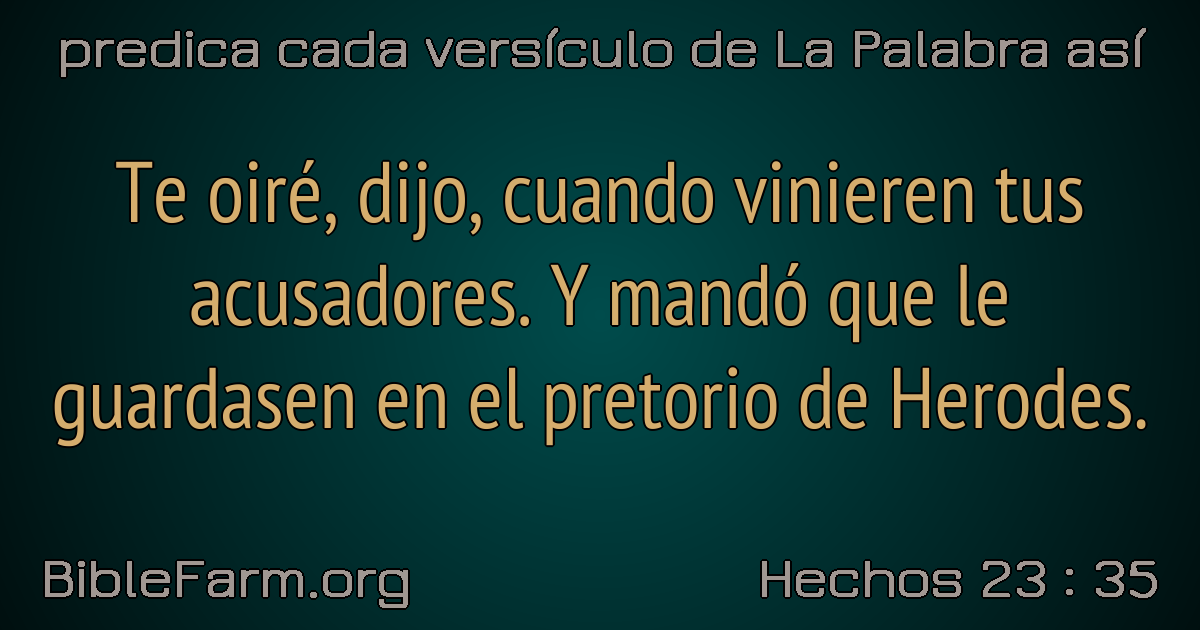 predica cada versículo de La Palabra así
Te oiré, dijo, cuando vinieren tus
acusadores. Y mandó que le
guardasen en el pretorio de Herodes.
BibleFarm.org
Hechos 23 : 35